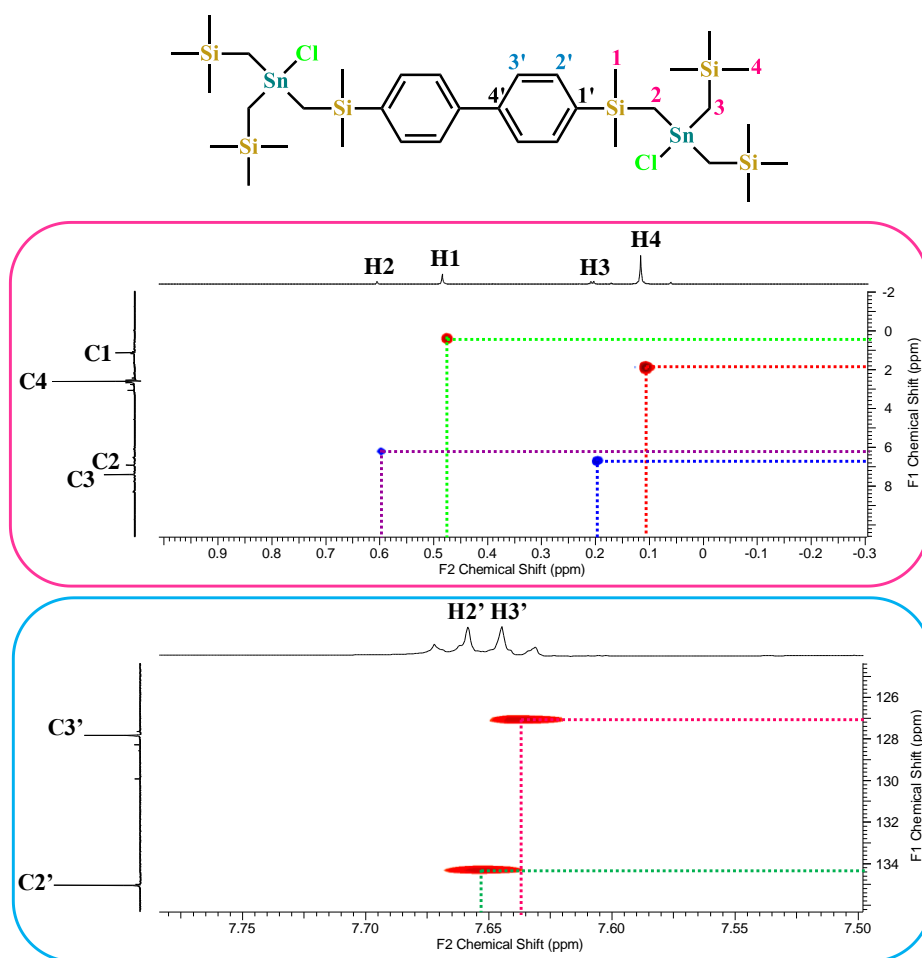 Si Cl 3' 2' 1 Si 4
Sn 4' 1' Si 2 3
Si Sn
Si Cl Si
H2 H1 H3 H4
C1
C4
C2
C3
-2
0
2
4
6
8
F1 Chemical Shift (ppm)
0.9 0.8 0.7 0.6 0.5 0.4 0.3 0.2 0.1 0 -0.1 -0.2 -0.3
F2 Chemical Shift (ppm)
H2’ H3’
C3’
C2’
126
128
130
132
134
F1 Chemical Shift (ppm)
7.75 7.70 7.65 7.60 7.55 7.50
F2 Chemical Shift (ppm)